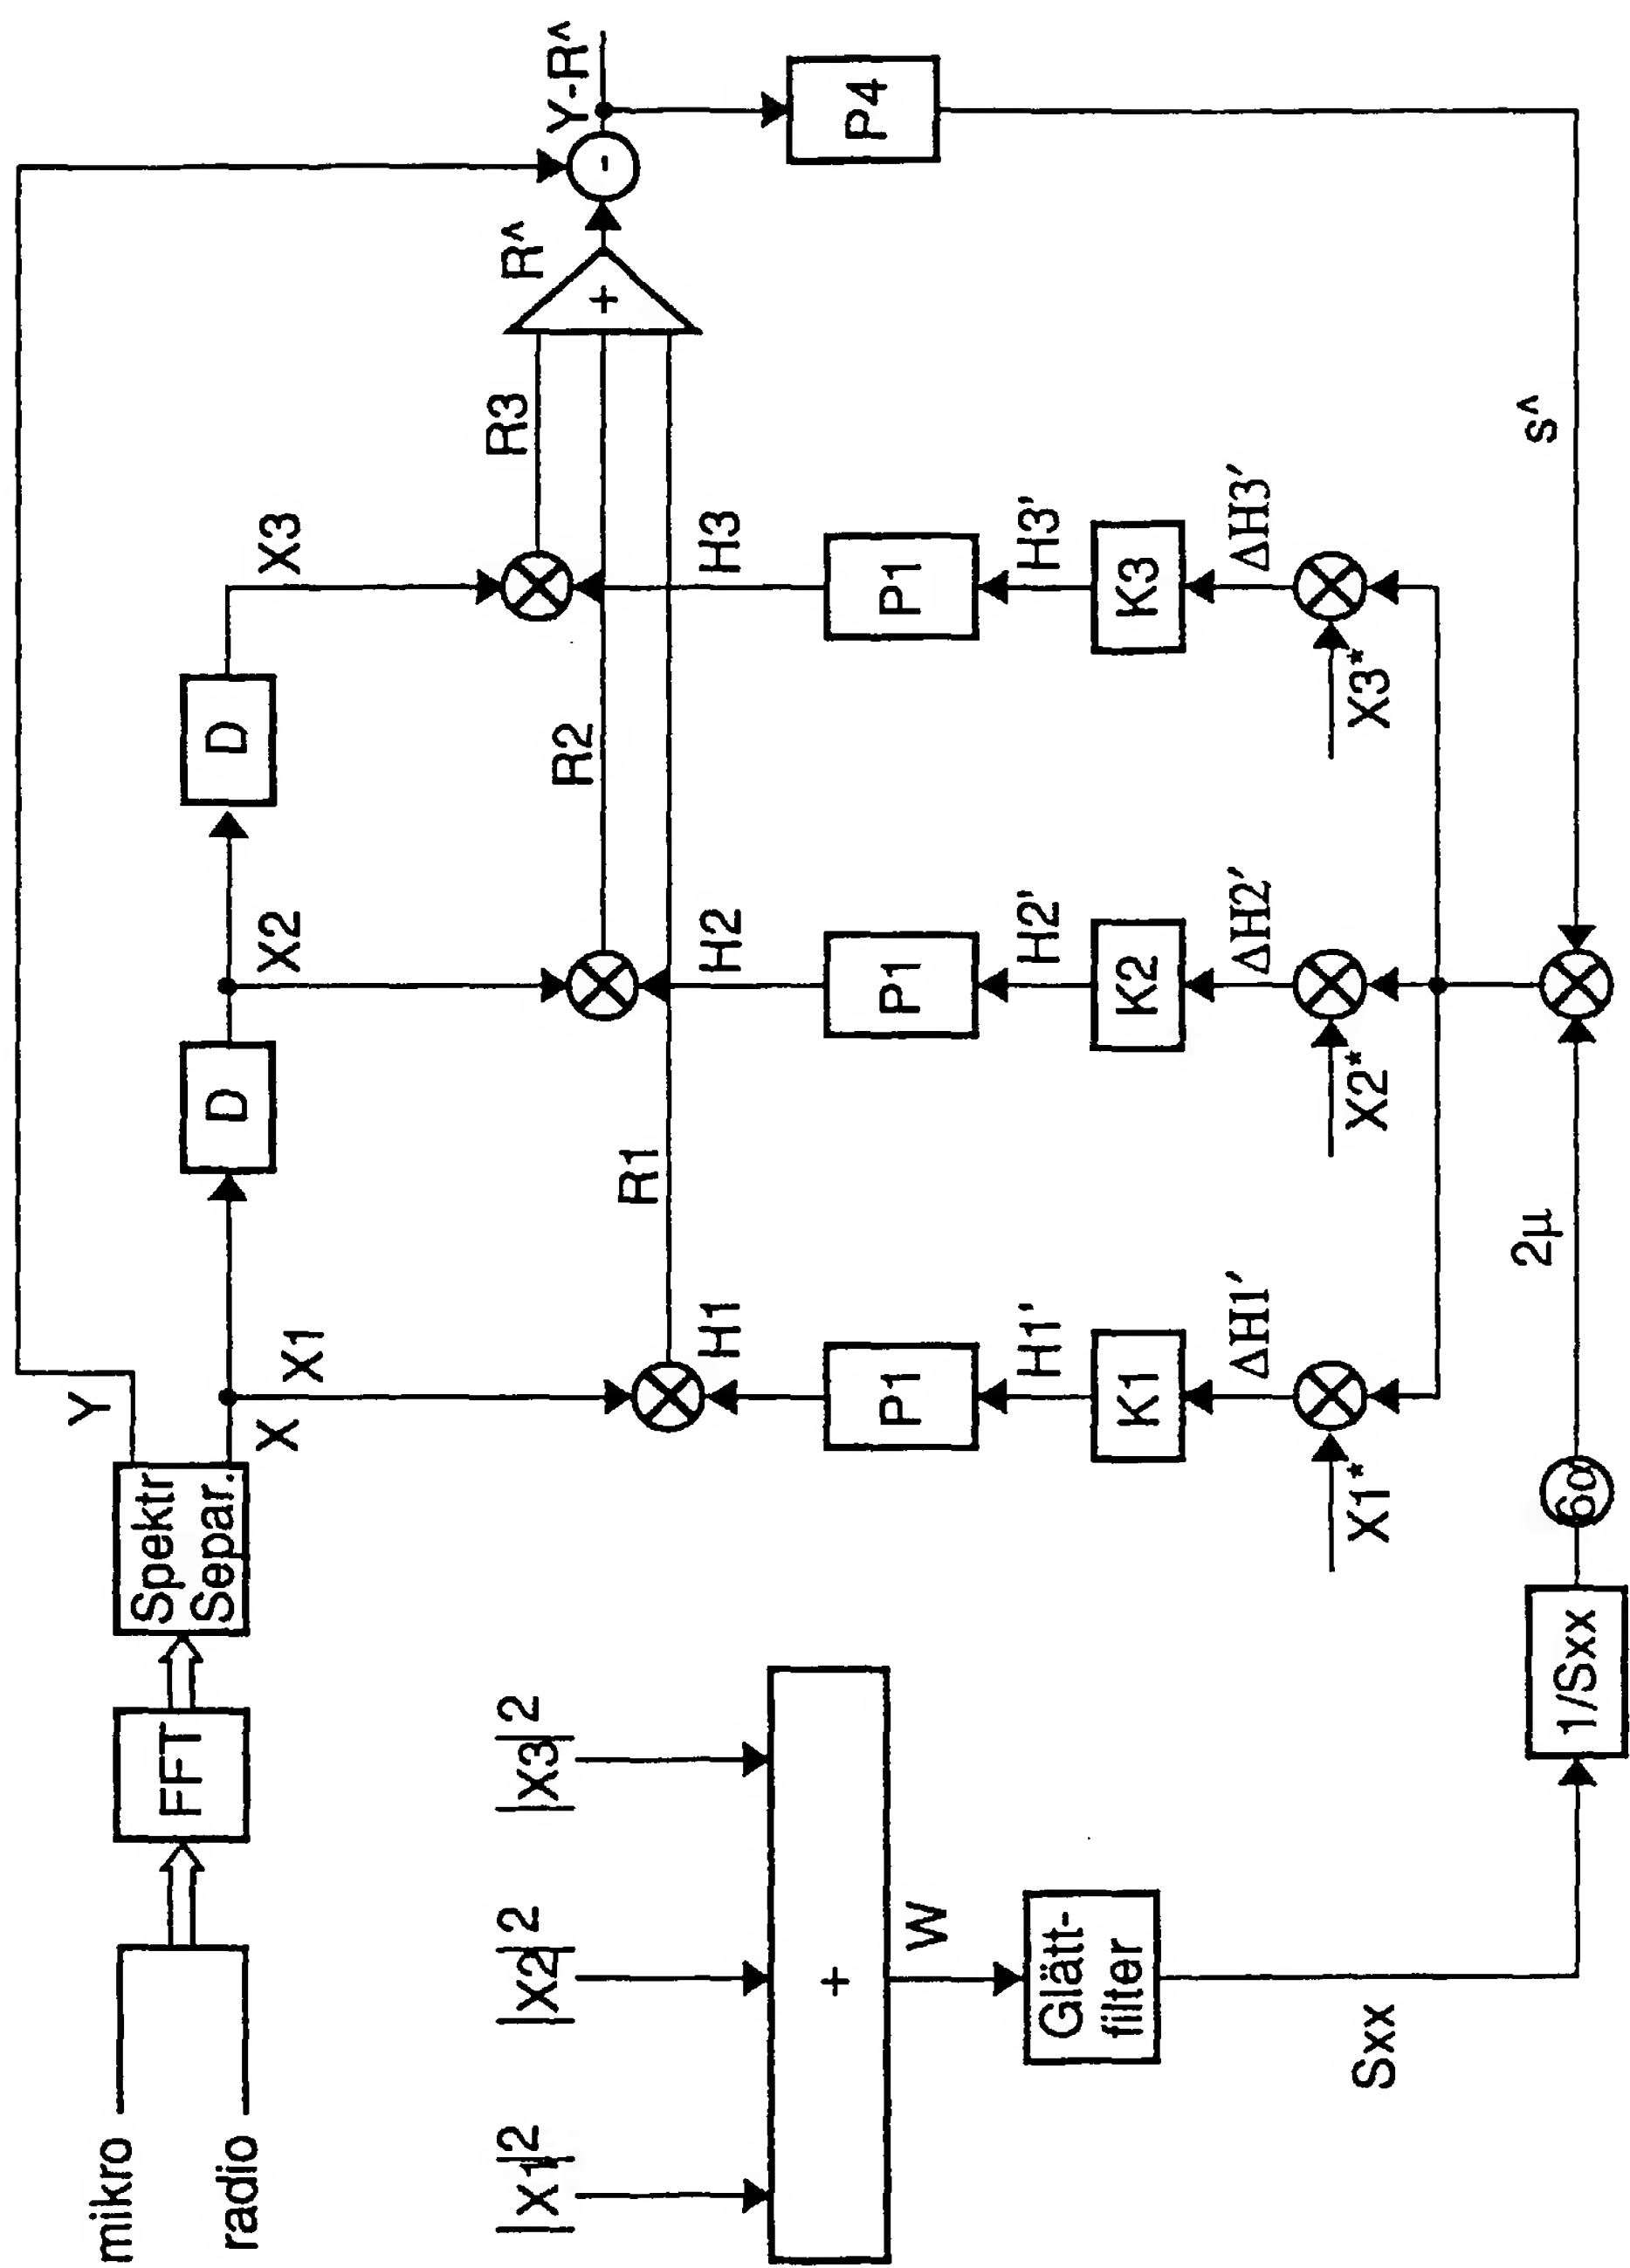 mikro
radio
FFT
Spektr
Separ.
Y
X
X1
D
X2
D
X3
|X1|2
|X2|2
|X3|2
+
W
Glätt-
filter
Sxx
1/Sxx
6α
2μ
R1
R2
R3
+
R^
-
Y-R^
P4
s^
H1
P1
H1'
K1
ΔH1'
X1*
H2
P1
H2'
K2
ΔH2'
X2*
H3
P1
H3'
K3
ΔH3'
X3*